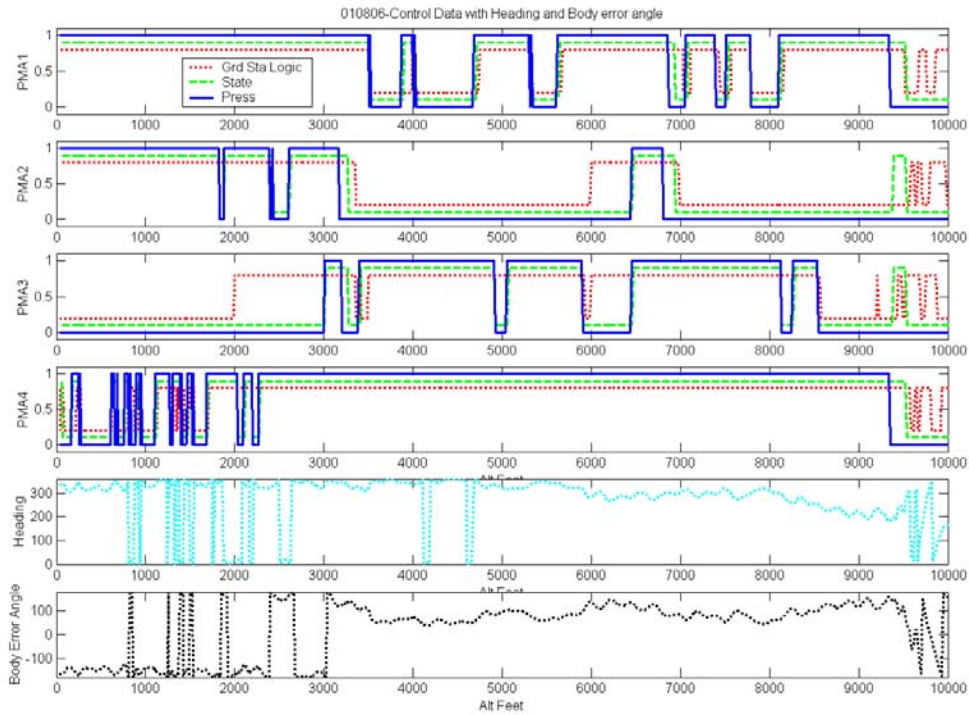 010806-Control Data with Heading and Body error angle
PMA1
1
0.5
0
Grd Sta Logic
State
Press
0 1000 2000 3000 4000 5000 6000 7000 8000 9000 10000
PMA2
1
0.5
0
0 1000 2000 3000 4000 5000 6000 7000 8000 9000 10000
PMA3
1
0.5
0
0 1000 2000 3000 4000 5000 6000 7000 8000 9000 10000
PMA4
1
0.5
0
0 1000 2000 3000 4000 5000 6000 7000 8000 9000 10000
Alt Feet
Heading
300
200
100
0
0 1000 2000 3000 4000 5000 6000 7000 8000 9000 10000
Alt Feet
Body Error Angle
100
0
-100
0 1000 2000 3000 4000 5000 6000 7000 8000 9000 10000
Alt Feet